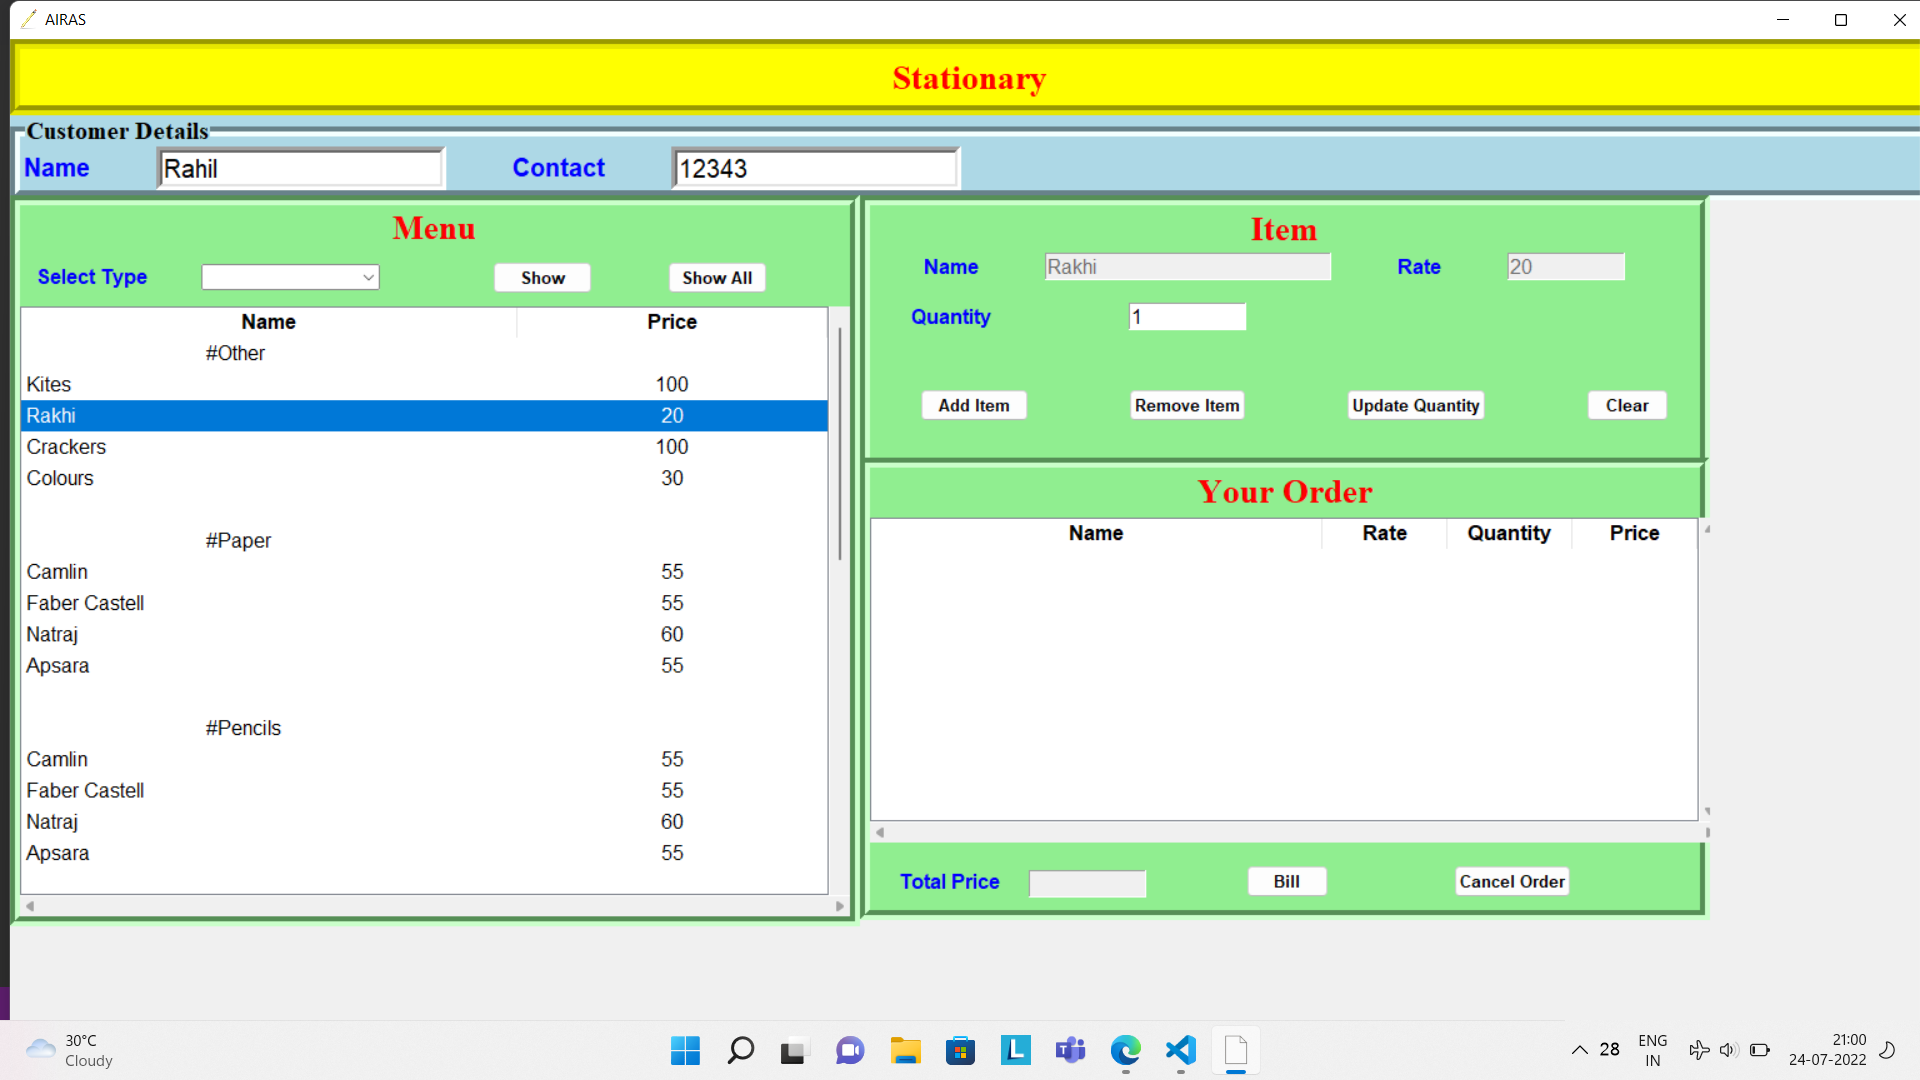 AIRAS
Stationary
Customer Details
Name Rahil Contact 12343
Menu
Select Type Show Show All
Name Price
#Other
Kites 100
Rakhi 20
Crackers 100
Colours 30
#Paper
Camlin 55
Faber Castell 55
Natraj 60
Apsara 55
#Pencils
Camlin 55
Faber Castell 55
Natraj 60
Apsara 55
Item
Name Rakhi Rate 20
Quantity 1
Add Item Remove Item Update Quantity Clear
Your Order
Name Rate Quantity Price
Total Price Bill Cancel Order
30°C
Cloudy
L
T
28
ENG
IN
21:00
24-07-2022